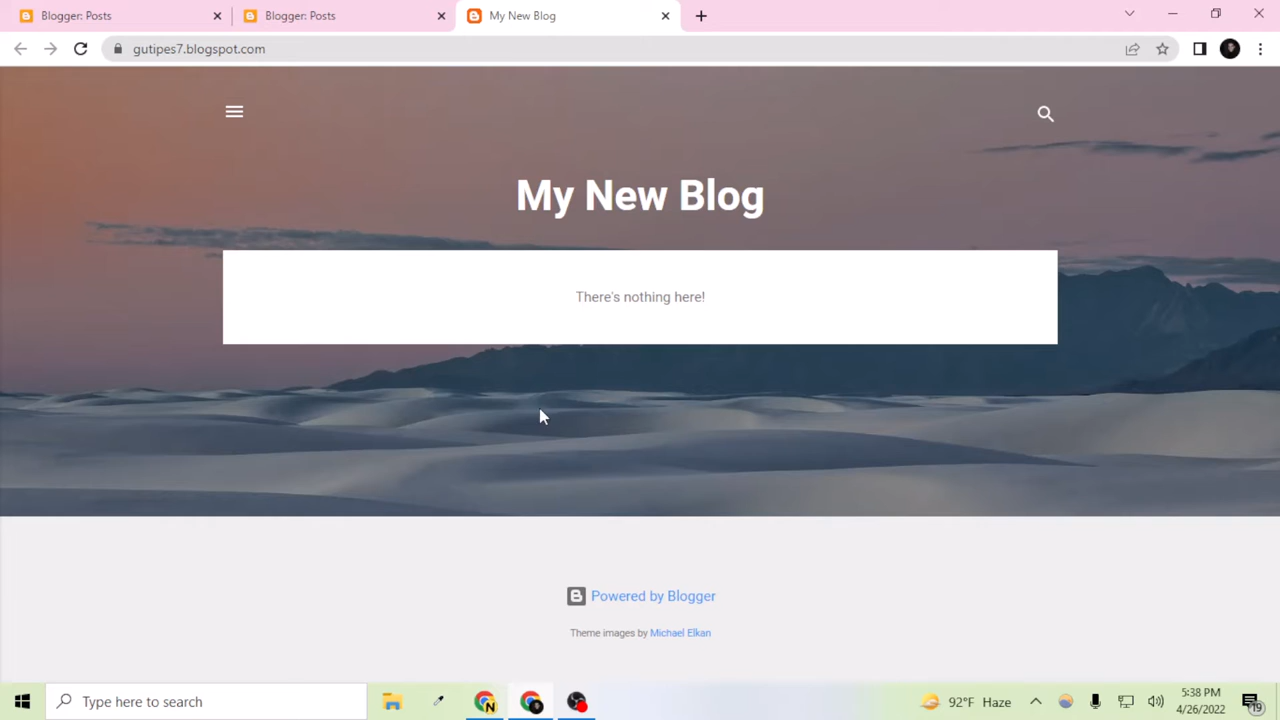 Blogger: Posts
Blogger: Posts
My New Blog
gutipes7.blogspot.com
My New Blog
There's nothing here!
Powered by Blogger
Theme images by Michael Elkan
Type here to search
N
92°F Haze
5:38 PM
4/26/2022
19